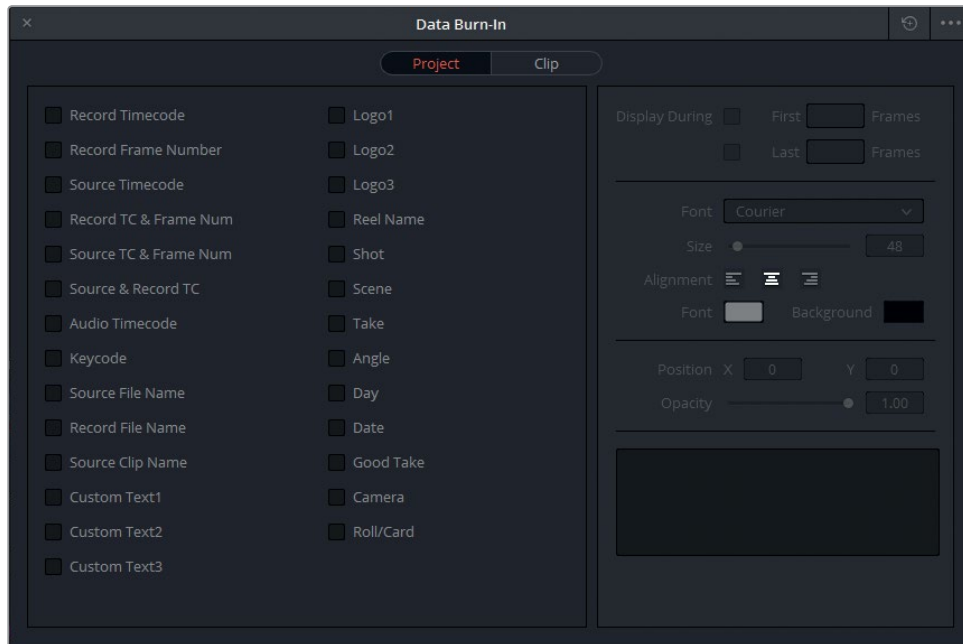 Data Burn-In
Project Clip
Record Timecode
Record Frame Number
Source Timecode
Record TC & Frame Num
Source TC & Frame Num
Source & Record TC
Audio Timecode
Keycode
Source File Name
Record File Name
Source Clip Name
Custom Text1
Custom Text2
Custom Text3
Logo1
Logo2
Logo3
Reel Name
Shot
Scene
Take
Angle
Day
Date
Good Take
Camera
Roll/Card
Display During First Frames
Last Frames
Font Courier
Size 48
Alignment
Font Background
Position X 0 Y 0
Opacity 1.00